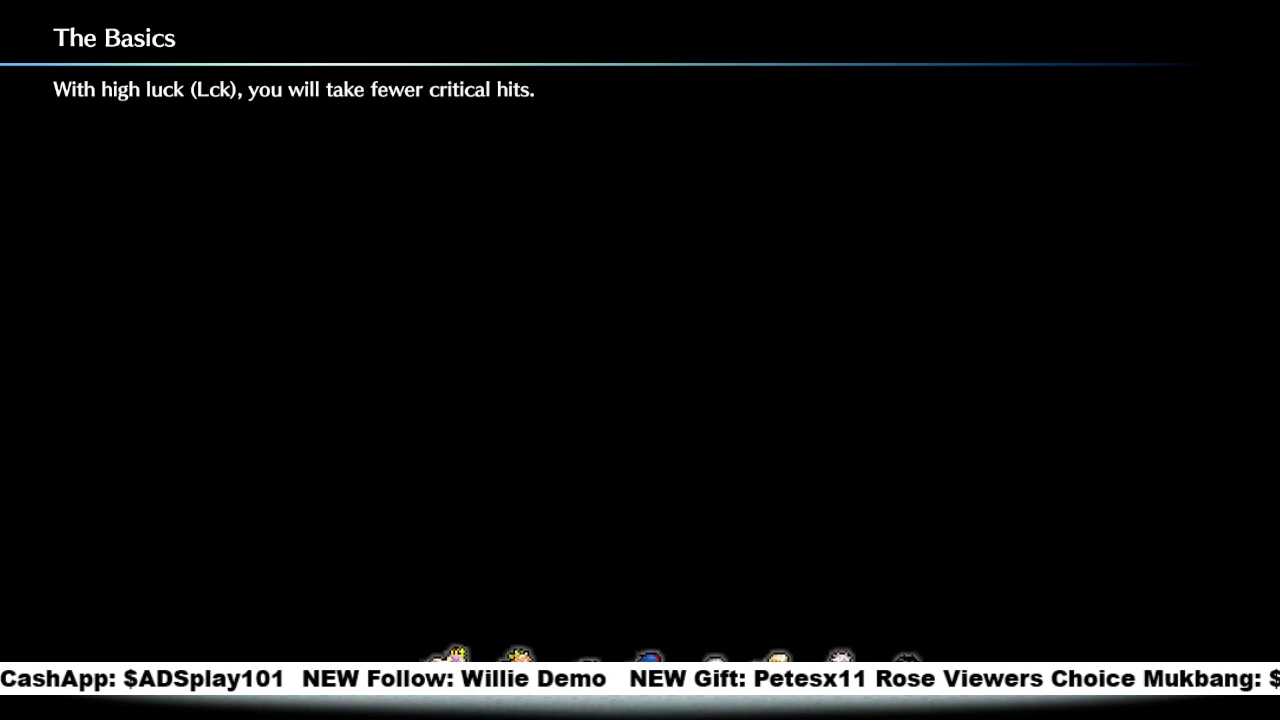 The Basics
With high luck (Lck), you will take fewer critical hits.
CashApp: $ADSplay101 NEW Follow: Willie Demo NEW Gift: Petesx11 Rose Viewers Choice Mukbang: $